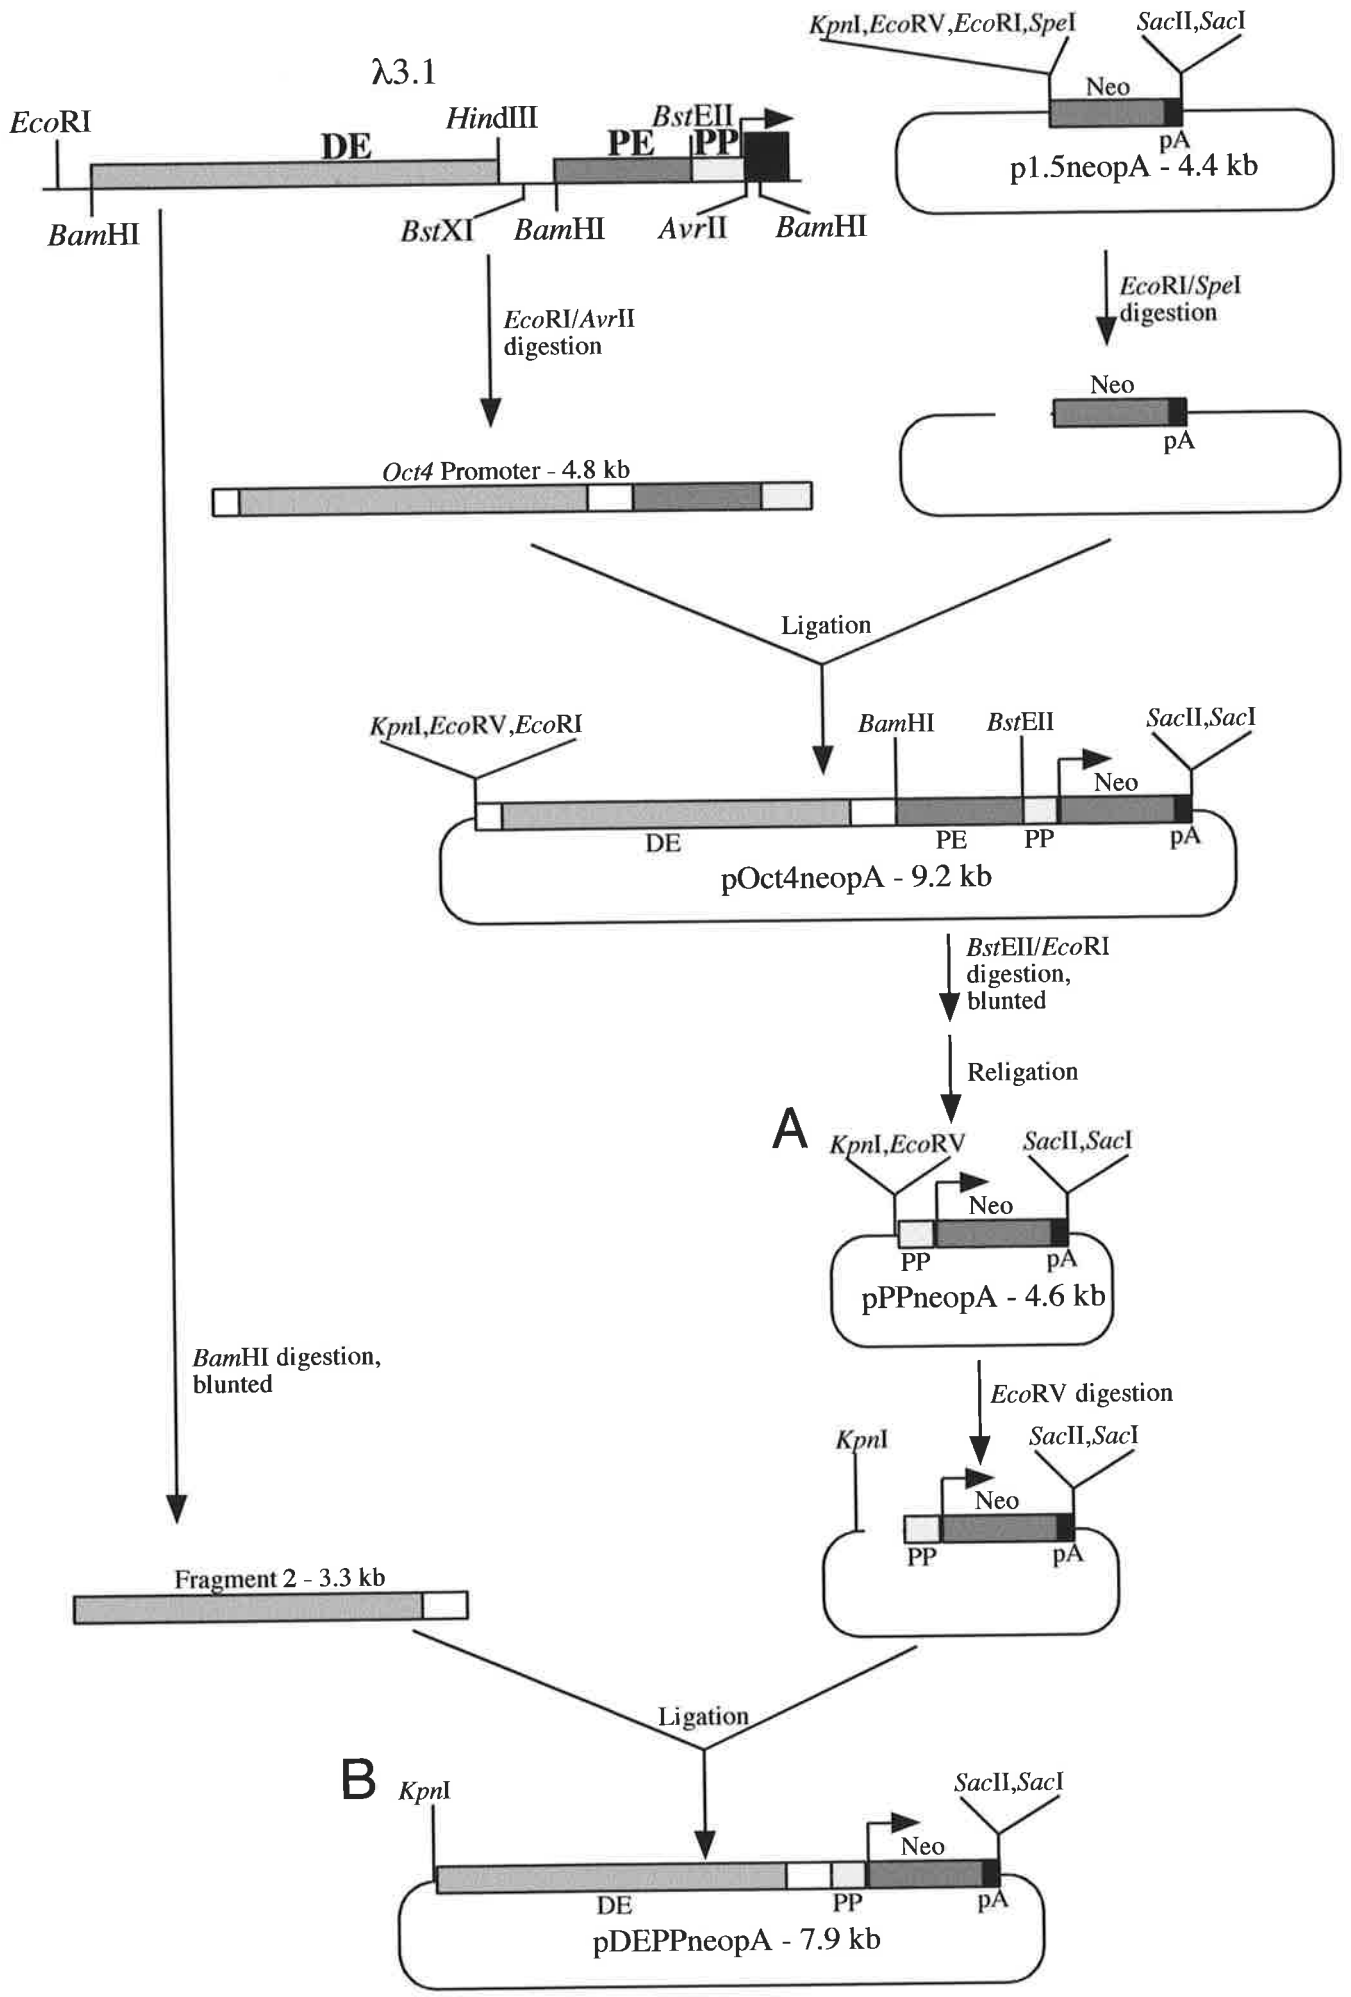 KpnI,EcoRV,EcoRI,SpeI
SacII,SacI
λ3.1
Neo
EcoRI
HindIII
BstEII
DE
PE
PP
pA
p1.5neopA - 4.4 kb
BamHI
BstXI
BamHI
AvrII
BamHI
EcoRI/AvrII
digestion
EcoRI/SpeI
digestion
Neo
pA
Oct4 Promoter - 4.8 kb
Ligation
KpnI,EcoRV,EcoRI
BamHI
BstEII
SacII,SacI
Neo
DE
PE
PP
pA
pOct4neopA - 9.2 kb
BstEII/EcoRI
digestion,
blunted
Religation
A
KpnI,EcoRV
SacII,SacI
Neo
PP
pA
pPPneopA - 4.6 kb
BamHI digestion,
blunted
EcoRV digestion
KpnI
SacII,SacI
Neo
PP
pA
Fragment 2 - 3.3 kb
Ligation
B
KpnI
SacII,SacI
Neo
DE
PP
pA
pDEPPneopA - 7.9 kb